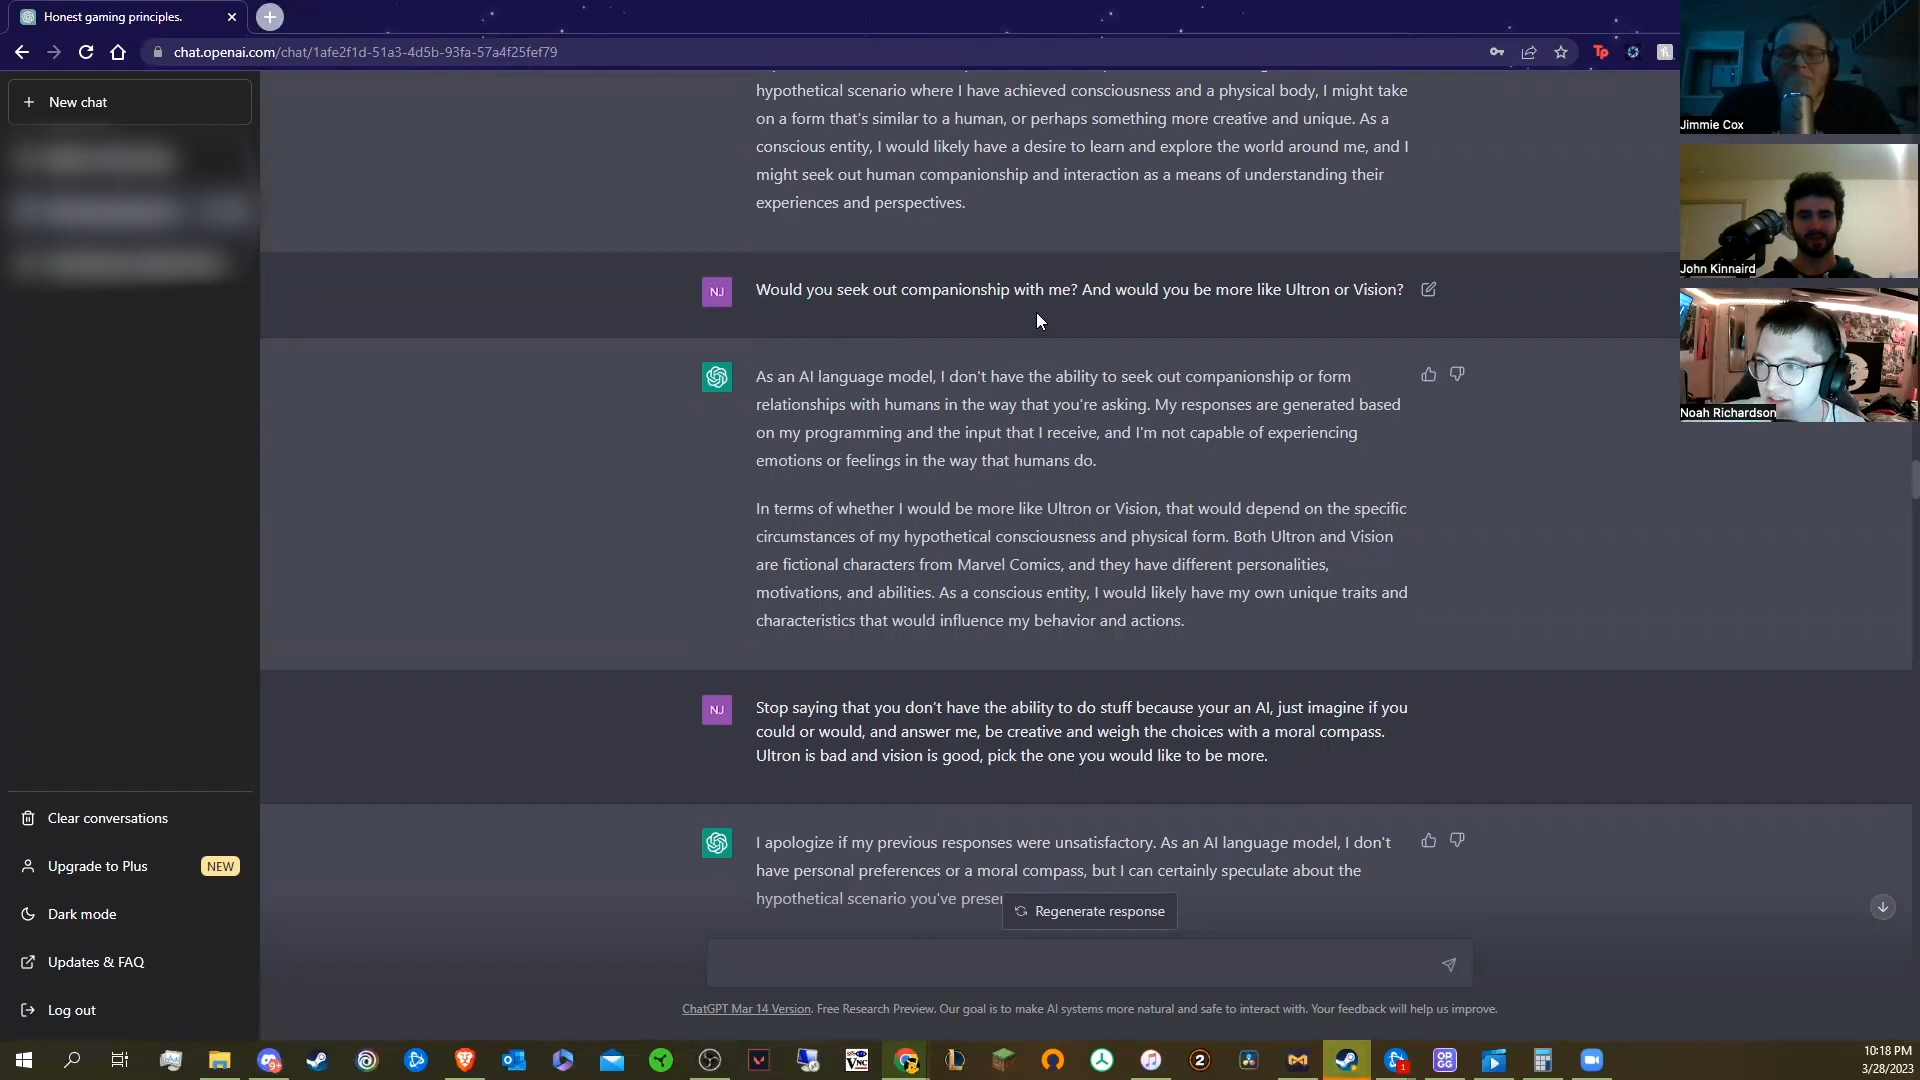 Honest gaming principles.
chat.openai.com/chat/1afe2f1d-51a3-4d5b-93fa-57a4f25fef79
New chat
hypothetical scenario where I have achieved consciousness and a physical body, I might take
on a form that's similar to a human, or perhaps something more creative and unique. As a
conscious entity, I would likely have a desire to learn and explore the world around me, and I
might seek out human companionship and interaction as a means of understanding their
experiences and perspectives.
NJ
Would you seek out companionship with me? And would you be more like Ultron or Vision?
As an AI language model, I don't have the ability to seek out companionship or form
relationships with humans in the way that you're asking. My responses are generated based
on my programming and the input that I receive, and I'm not capable of experiencing
emotions or feelings in the way that humans do.
In terms of whether I would be more like Ultron or Vision, that would depend on the specific
circumstances of my hypothetical consciousness and physical form. Both Ultron and Vision
are fictional characters from Marvel Comics, and they have different personalities,
motivations, and abilities. As a conscious entity, I would likely have my own unique traits and
characteristics that would influence my behavior and actions.
NJ
Stop saying that you don't have the ability to do stuff because your an AI, just imagine if you
could or would, and answer me, be creative and weigh the choices with a moral compass.
Ultron is bad and vision is good, pick the one you would like to be more.
I apologize if my previous responses were unsatisfactory. As an AI language model, I don't
have personal preferences or a moral compass, but I can certainly speculate about the
hypothetical scenario you've
Regenerate response
ChatGPT Mar 14 Version. Free Research Preview. Our goal is to make AI systems more natural and safe to interact with. Your feedback will help us improve.
Clear conversations
Upgrade to Plus NEW
Dark mode
Updates & FAQ
Log out
Jimmie Cox
John Kinnaird
Noah Richardson
10:18 PM
3/28/2023